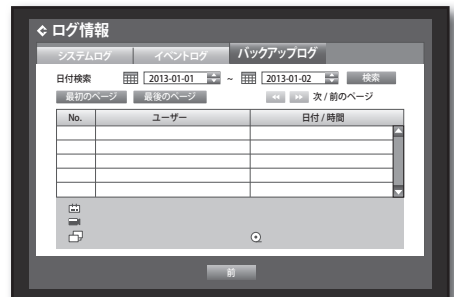 ログ情報
システムログ イベントログ バックアップログ
日付検索 2013-01-01 ~ 2013-01-02 検索
最初のページ 最後のページ 次 / 前のページ
No. ユーザー 日付 / 時間
前